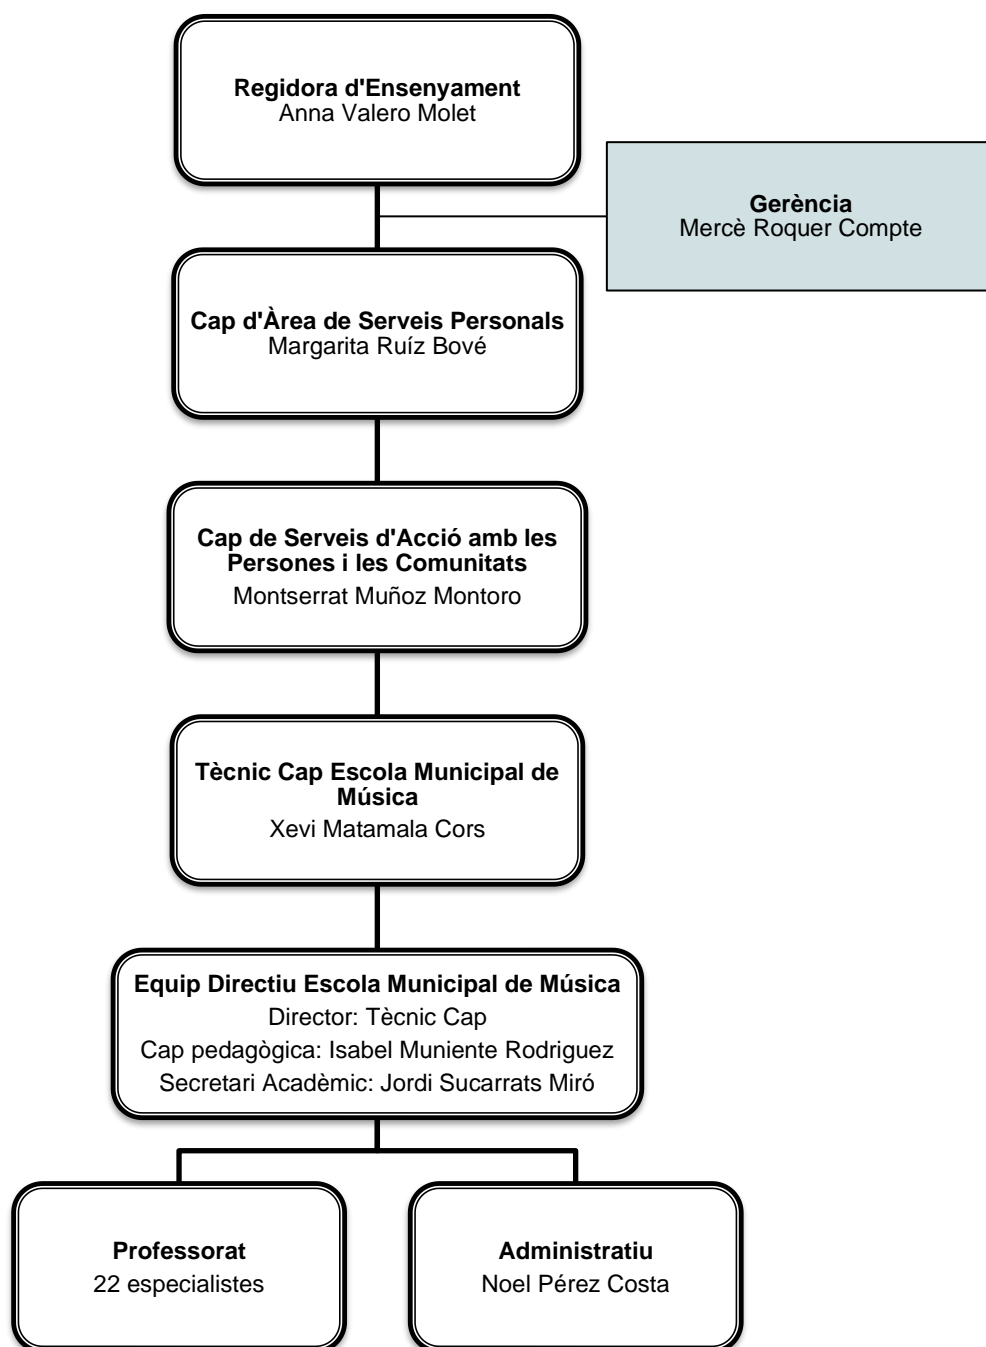 Regidora d'Ensenyament
Anna Valero Molet
Gerència
Mercè Roquer Compte
Cap d'Àrea de Serveis Personals
Margarita Ruíz Bové
Cap de Serveis d'Acció amb les
Persones i les Comunitats
Montserrat Muñoz Montoro
Tècnic Cap Escola Municipal de
Música
Xevi Matamala Cors
Equip Directiu Escola Municipal de Música
Director: Tècnic Cap
Cap pedagògica: Isabel Muniente Rodriguez
Secretari Acadèmic: Jordi Sucarrats Miró
Professorat
22 especialistes
Administratiu
Noel Pérez Costa